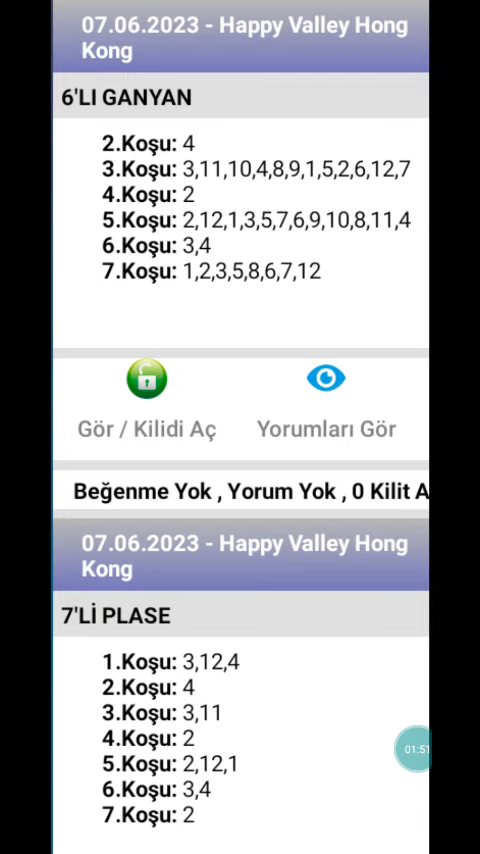 07.06.2023 - Happy Valley Hong
Kong
6'LI GANYAN
2.Koşu: 4
3.Koşu: 3,11,10,4,8,9,1,5,2,6,12,7
4.Koşu: 2
5.Koşu: 2,12,1,3,5,7,6,9,10,8,11,4
6.Koşu: 3,4
7.Koşu: 1,2,3,5,8,6,7,12
Gör / Kilidi Aç
Yorumları Gör
Beğenme Yok , Yorum Yok , 0 Kilit A
07.06.2023 - Happy Valley Hong
Kong
7'Lİ PLASE
1.Koşu: 3,12,4
2.Koşu: 4
3.Koşu: 3,11
4.Koşu: 2
01:51
5.Koşu: 2,12,1
6.Koşu: 3,4
7.Koşu: 2